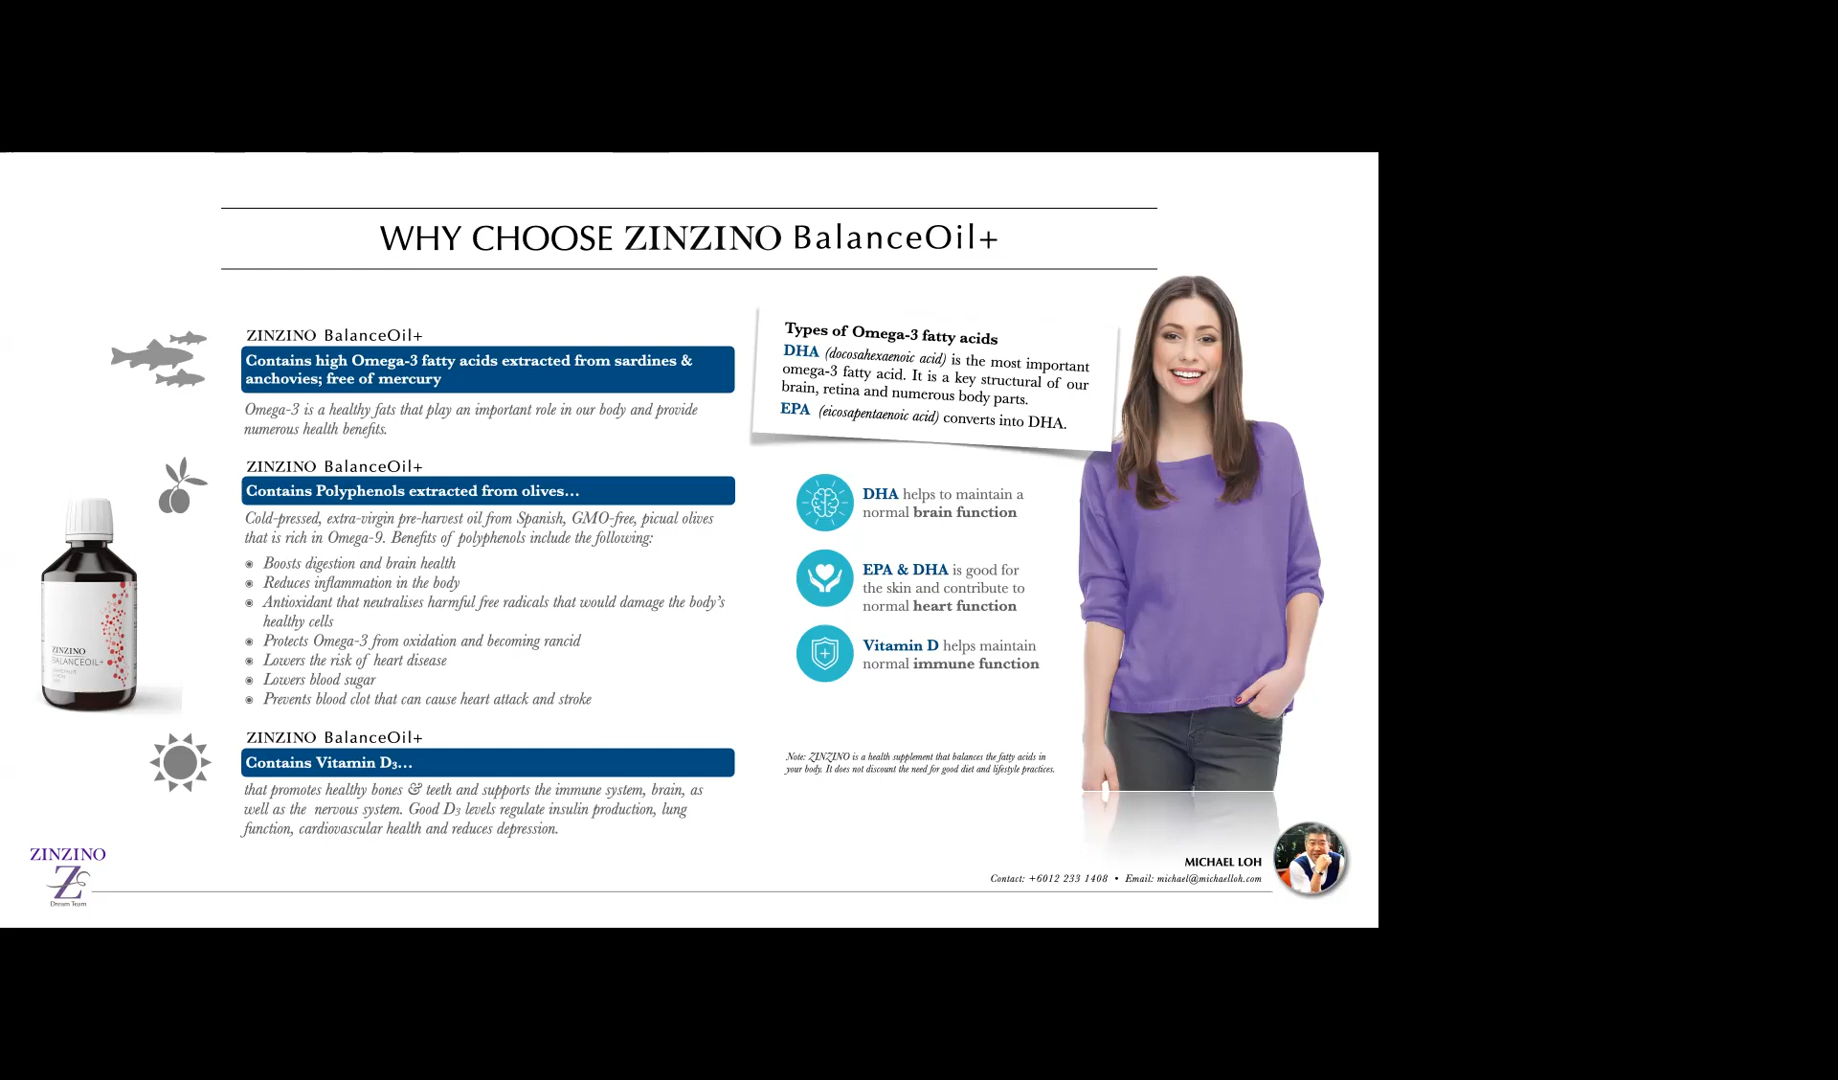 WHY CHOOSE ZINZINO BalanceOil+
ZINZINO BalanceOil+
Contains high Omega-3 fatty acids extracted from sardines &
anchovies; free of mercury
Omega-3 is a healthy fats that play an important role in our body and provide
numerous health benefits.
ZINZINO BalanceOil+
Contains Polyphenols extracted from olives…
Cold-pressed, extra-virgin pre-harvest oil from Spanish, GMO-free, picual olives
that is rich in Omega-9. Benefits of polyphenols include the following:
Boosts digestion and brain health
Reduces inflammation in the body
Antioxidant that neutralises harmful free radicals that would damage the body's
healthy cells
Protects Omega-3 from oxidation and becoming rancid
Lowers the risk of heart disease
Lowers blood sugar
Prevents blood clot that can cause heart attack and stroke
ZINZINO BalanceOil+
Contains Vitamin D₃…
that promotes healthy bones & teeth and supports the immune system, brain, as
well as the nervous system. Good D₃ levels regulate insulin production, lung
function, cardiovascular health and reduces depression.
Types of Omega-3 fatty acids
DHA (docosahexaenoic acid) is the most important
omega-3 fatty acid. It is a key structural of our
brain, retina and numerous body parts.
EPA (eicosapentaenoic acid) converts into DHA.
DHA helps to maintain a
normal brain function
EPA & DHA is good for
the skin and contribute to
normal heart function
Vitamin D helps maintain
normal immune function
Note: ZINZINO is a health supplement that balances the fatty acids in
your body. It does not discount the need for good diet and lifestyle practices.
ZINZINO
BALANCEOIL+
ZINZINO
Z
Dream Team
MICHAEL LOH
Contact: +6012 233 1408 • Email: michael@michaelloh.com